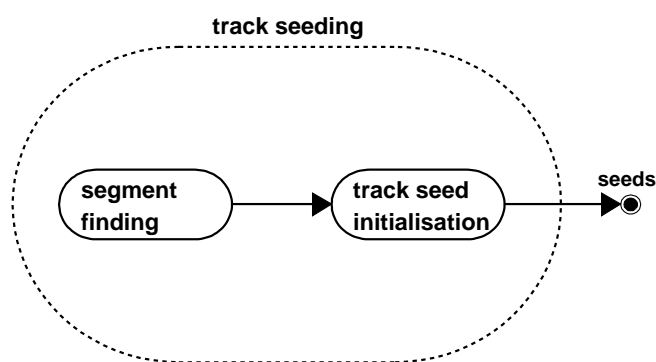 track seeding
segment
finding
track seed
initialisation
seeds